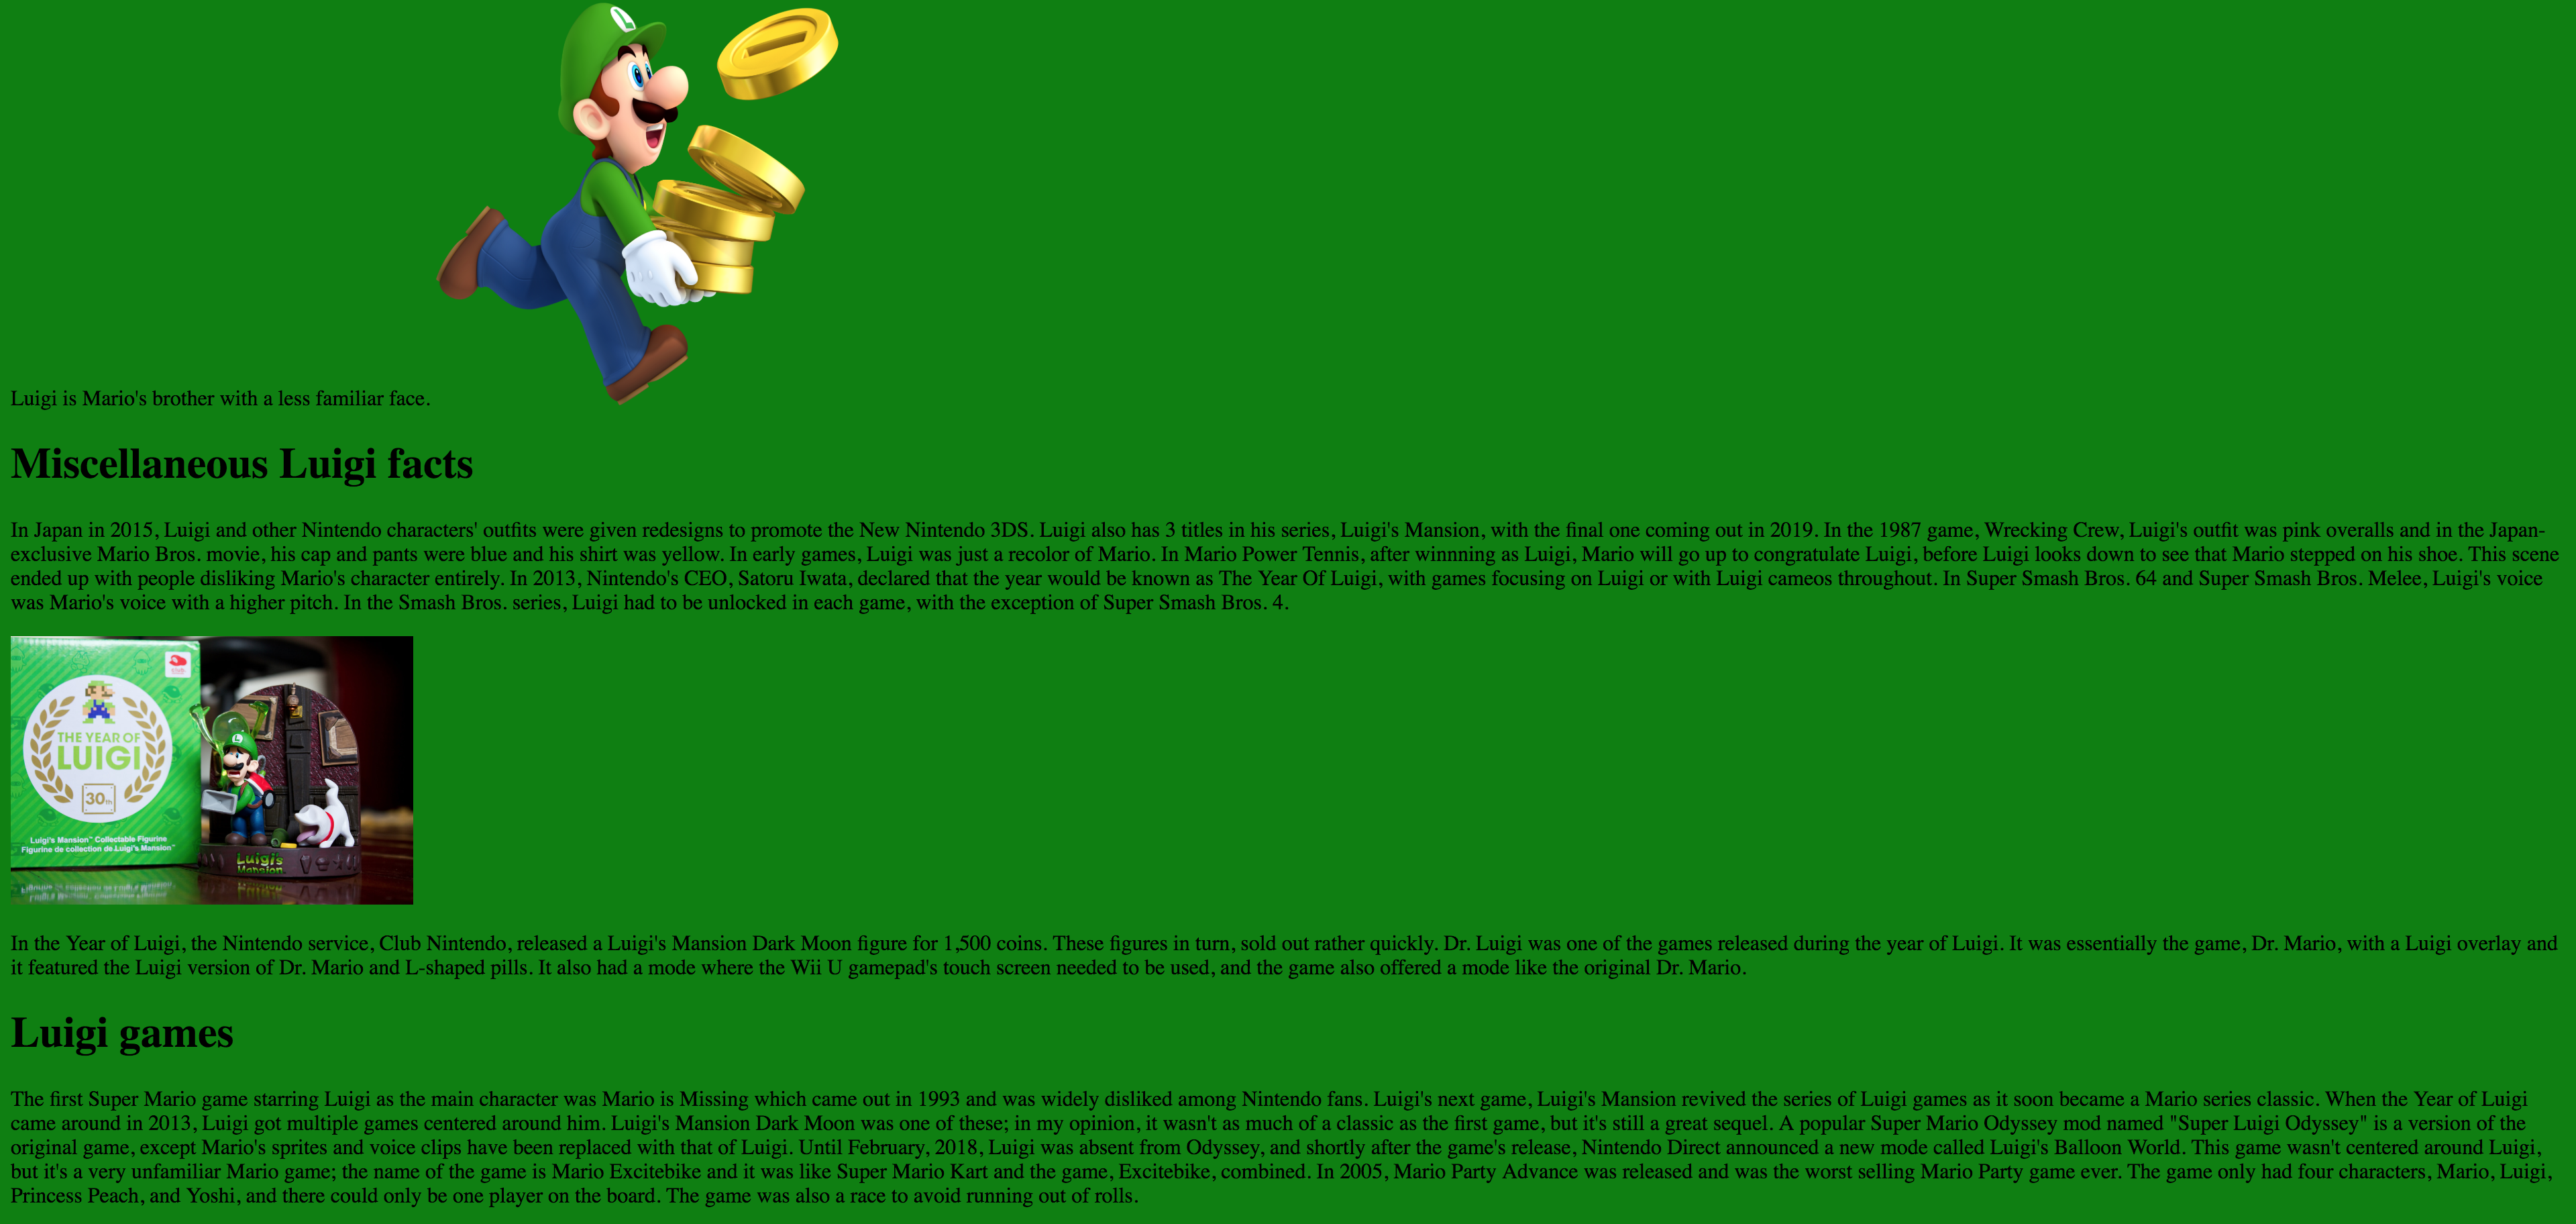 L
Luigi is Mario's brother with a less familiar face.
Miscellaneous Luigi facts
In Japan in 2015, Luigi and other Nintendo characters' outfits were given redesigns to promote the New Nintendo 3DS. Luigi also has 3 titles in his series, Luigi's Mansion, with the final one coming out in 2019. In the 1987 game, Wrecking Crew, Luigi's outfit was pink overalls and in the Japan-
exclusive Mario Bros. movie, his cap and pants were blue and his shirt was yellow. In early games, Luigi was just a recolor of Mario. In Mario Power Tennis, after winnning as Luigi, Mario will go up to congratulate Luigi, before Luigi looks down to see that Mario stepped on his shoe. This scene
ended up with people disliking Mario's character entirely. In 2013, Nintendo's CEO, Satoru Iwata, declared that the year would be known as The Year Of Luigi, with games focusing on Luigi or with Luigi cameos throughout. In Super Smash Bros. 64 and Super Smash Bros. Melee, Luigi's voice
was Mario's voice with a higher pitch. In the Smash Bros. series, Luigi had to be unlocked in each game, with the exception of Super Smash Bros. 4.
THE YEAR OF
LUIGI
30th
Luigi's Mansion™ Collectable Figurine
Figurine de collection de Luigi's Mansion™
L
Luigi's
Mansion
In the Year of Luigi, the Nintendo service, Club Nintendo, released a Luigi's Mansion Dark Moon figure for 1,500 coins. These figures in turn, sold out rather quickly. Dr. Luigi was one of the games released during the year of Luigi. It was essentially the game, Dr. Mario, with a Luigi overlay and
it featured the Luigi version of Dr. Mario and L-shaped pills. It also had a mode where the Wii U gamepad's touch screen needed to be used, and the game also offered a mode like the original Dr. Mario.
Luigi games
The first Super Mario game starring Luigi as the main character was Mario is Missing which came out in 1993 and was widely disliked among Nintendo fans. Luigi's next game, Luigi's Mansion revived the series of Luigi games as it soon became a Mario series classic. When the Year of Luigi
came around in 2013, Luigi got multiple games centered around him. Luigi's Mansion Dark Moon was one of these; in my opinion, it wasn't as much of a classic as the first game, but it's still a great sequel. A popular Super Mario Odyssey mod named "Super Luigi Odyssey" is a version of the
original game, except Mario's sprites and voice clips have been replaced with that of Luigi. Until February, 2018, Luigi was absent from Odyssey, and shortly after the game's release, Nintendo Direct announced a new mode called Luigi's Balloon World. This game wasn't centered around Luigi,
but it's a very unfamiliar Mario game; the name of the game is Mario Excitebike and it was like Super Mario Kart and the game, Excitebike, combined. In 2005, Mario Party Advance was released and was the worst selling Mario Party game ever. The game only had four characters, Mario, Luigi,
Princess Peach, and Yoshi, and there could only be one player on the board. The game was also a race to avoid running out of rolls.